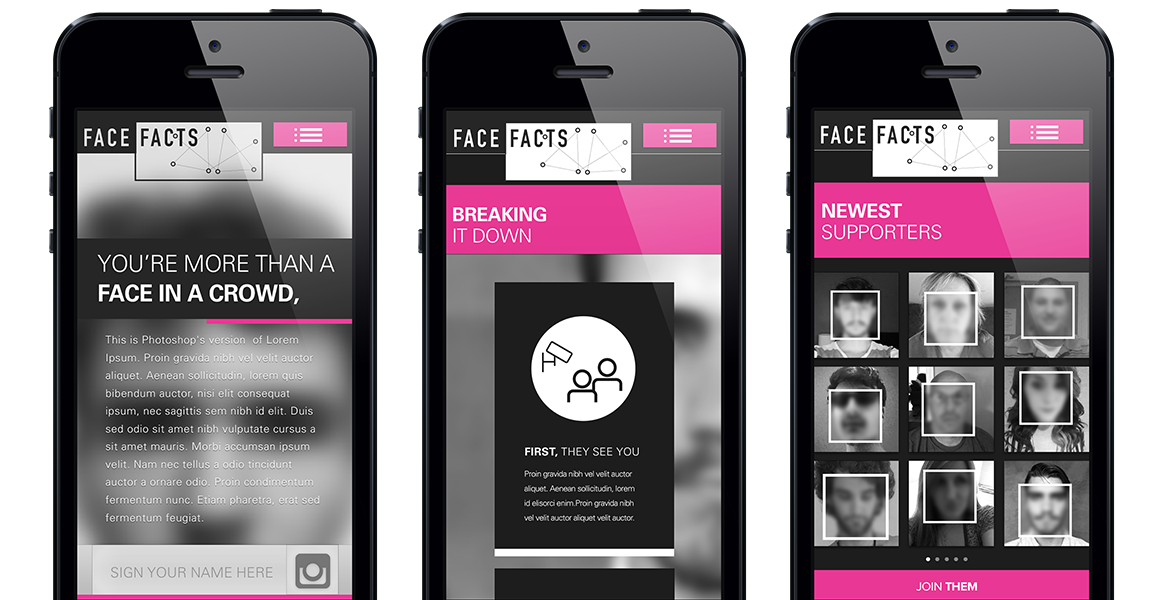 FACE FACTS
YOU'RE MORE THAN A
FACE IN A CROWD,
This is Photoshop's version of Lorem
Ipsum. Proin gravida nibh vel velit auctor
aliquet. Aenean sollicitudin, lorem quis
bibendum auctor, nisi elit consequat
ipsum, nec sagittis sem nibh id elit. Duis
sed odio sit amet nibh vulputate cursus a
sit amet mauris. Morbi accumsan ipsum
velit. Nam nec tellus a odio tincidunt
auctor a ornare odio. Proin condimentum
fermentum nunc. Etiam pharetra, erat sed
fermentum feugiat.
SIGN YOUR NAME HERE
FACE FACTS
BREAKING
IT DOWN
FIRST, THEY SEE YOU
Proin gravida nibh vel velit auctor
aliquet. Aenean sollicitudin, lorem
id elisorci enim.Proin gravida nibh
vel velit auctor aliquet velit auctor.
FACE FACTS
NEWEST
SUPPORTERS
JOIN THEM